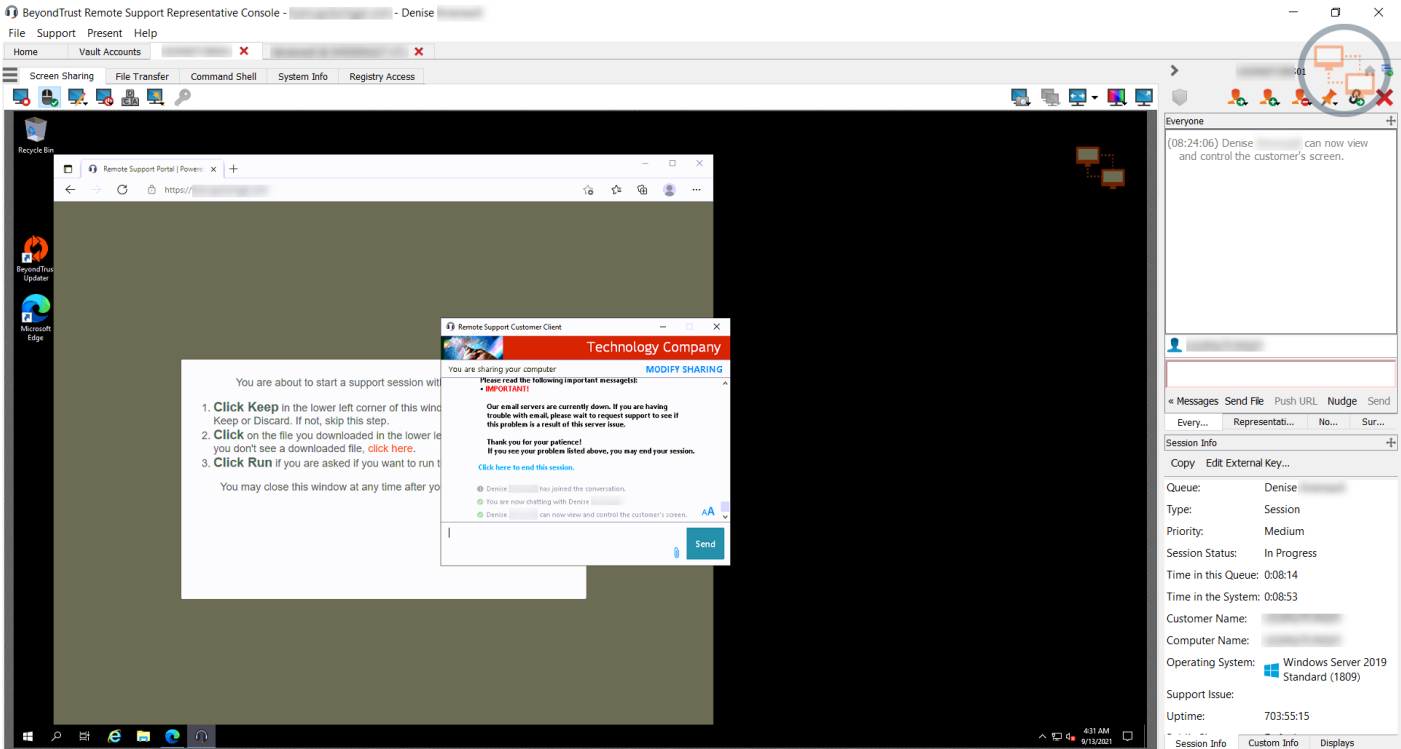 BeyondTrust Remote Support Representative Console - - Denise
File Support Present Help
Home Vault Accounts
Screen Sharing File Transfer Command Shell System Info Registry Access
01
Recycle Bin
Remote Support Portal | Powere
https://
BeyondTrus
Updater
Microsoft
Edge
You are about to start a support session wit
1. Click Keep in the lower left corner of this wind
Keep or Discard. If not, skip this step.
2. Click on the file you downloaded in the lower le
you don't see a downloaded file, click here.
3. Click Run if you are asked if you want to run t
You may close this window at any time after yo
Remote Support Customer Client
Technology Company
You are sharing your computer MODIFY SHARING
Please read the following important message(s):
• IMPORTANT!
Our email servers are currently down. If you are having
trouble with email, please wait to request support to see if
this problem is a result of this server issue.
Thank you for your patience!
If you see your problem listed above, you may end your session.
Click here to end this session.
Denise has joined the conversation.
You are now chatting with Denise
Denise can now view and control the customer's screen.
AA
Send
4:31 AM
9/13/2021
Everyone
(08:24:06) Denise can now view
and control the customer's screen.
« Messages Send File Push URL Nudge Send
Every... Representati... No... Sur...
Session Info
Copy Edit External Key...
Queue: Denise
Type: Session
Priority: Medium
Session Status: In Progress
Time in this Queue: 0:08:14
Time in the System: 0:08:53
Customer Name:
Computer Name:
Operating System: Windows Server 2019
Standard (1809)
Support Issue:
Uptime: 703:55:15
Session Info Custom Info Displays